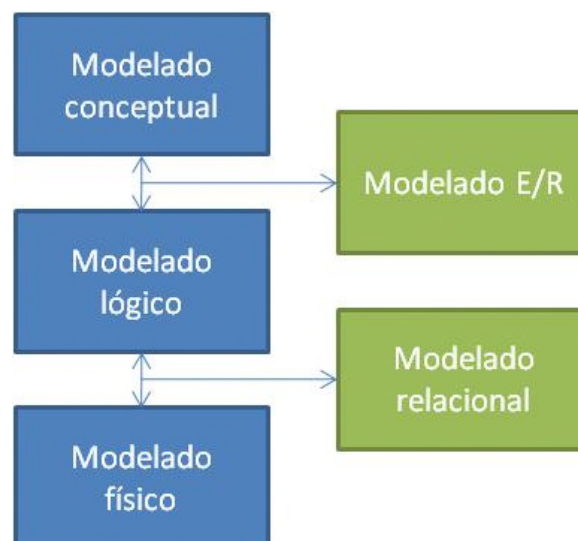 Modelado
conceptual
Modelado E/R
Modelado
lógico
Modelado
relacional
Modelado
físico